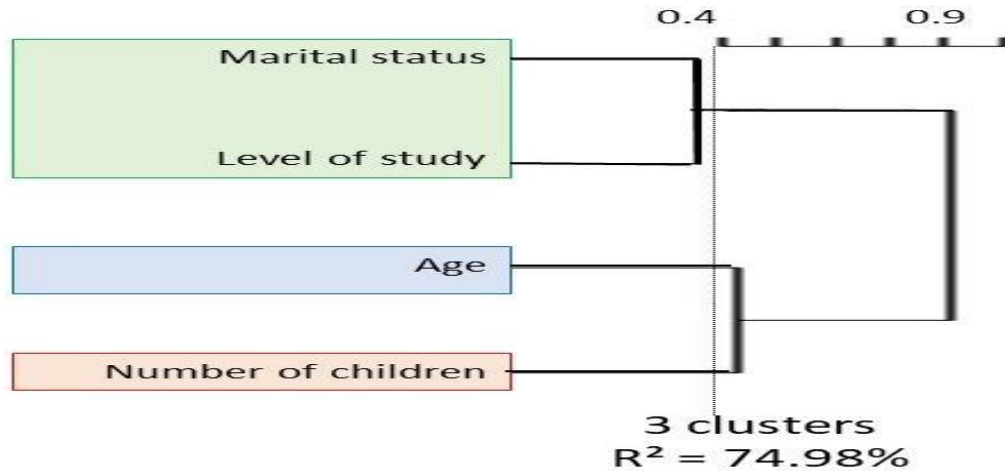 0.4 0.9
Marital status
Level of study
Age
Number of children
3 clusters
R² = 74.98%